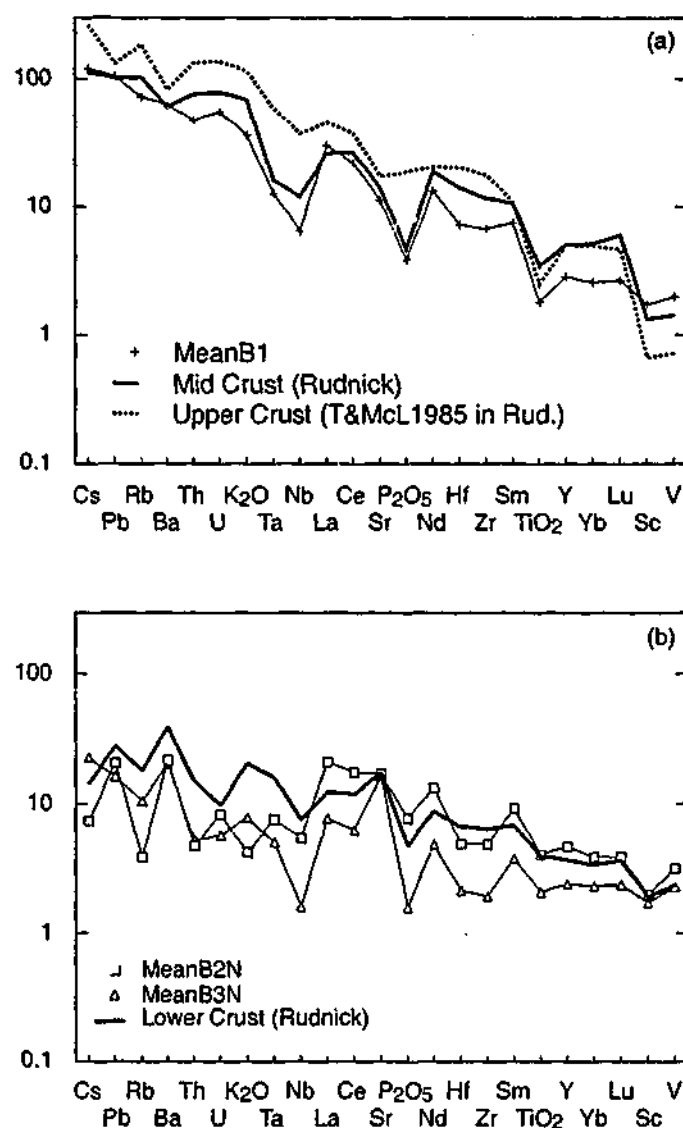 (a)
100
10
1
0.1
MeanB1
Mid Crust (Rudnick)
Upper Crust (T&McL1985 in Rud.)
Cs Rb Th K2O Nb Ce P2O5 Hf Sm Y Lu V
Pb Ba U Ta La Sr Nd Zr TiO2 Yb Sc
(b)
100
10
1
0.1
MeanB2N
MeanB3N
Lower Crust (Rudnick)
Cs Rb Th K2O Nb Ce P2O5 Hf Sm Y Lu V
Pb Ba U Ta La Sr Nd Zr TiO2 Yb Sc